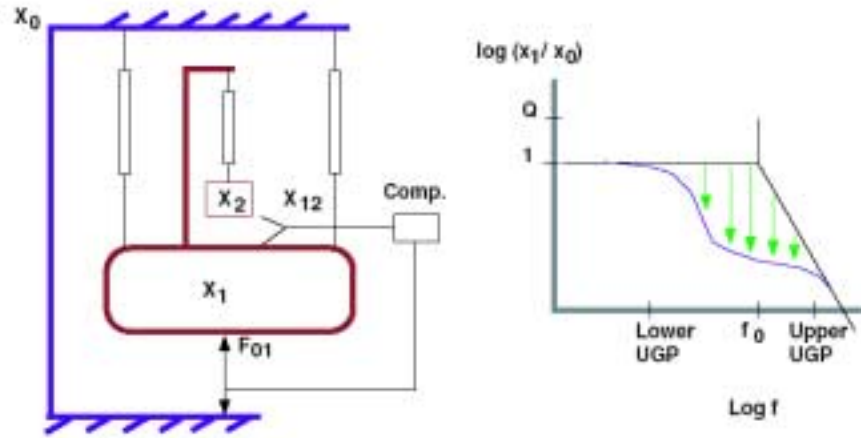 X0
X2
X12
Comp.
X1
F01
log (x1/ x0)
Q
1
Lower
UGP
f0
Upper
UGP
Log f